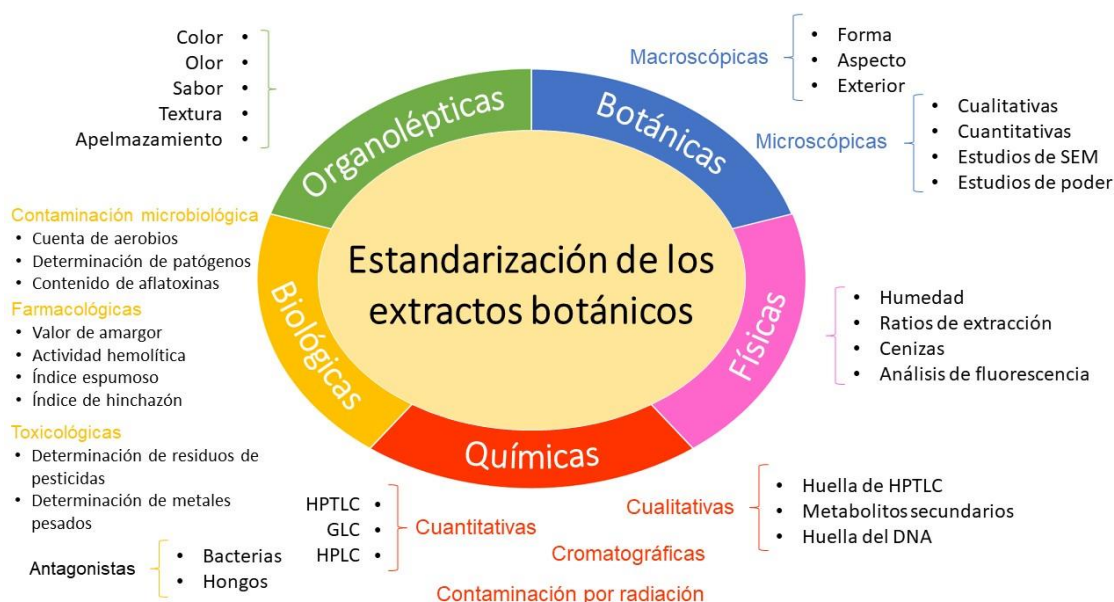 Color •
Olor •
Sabor •
Textura •
Apelmazamiento •
Organolépticas
Botánicas
Macroscópicas
• Forma
• Aspecto
• Exterior
Microscópicas
• Cualitativas
• Cuantitativas
• Estudios de SEM
• Estudios de poder
Estandarización de los
extractos botánicos
Físicas
• Humedad
• Ratios de extracción
• Cenizas
• Análisis de fluorescencia
Biológicas
Contaminación microbiológica
• Cuenta de aerobios
• Determinación de patógenos
• Contenido de aflatoxinas
Farmacológicas
• Valor de amargor
• Actividad hemolítica
• Índice espumoso
• Índice de hinchazón
Toxicológicas
• Determinación de residuos de
pesticidas
• Determinación de metales
pesados
Antagonistas
• Bacterias
• Hongos
Químicas
HPTLC •
GLC •
HPLC •
Cuantitativas
Cualitativas
• Huella de HPTLC
• Metabolitos secundarios
• Huella del DNA
Cromatográficas
Contaminación por radiación